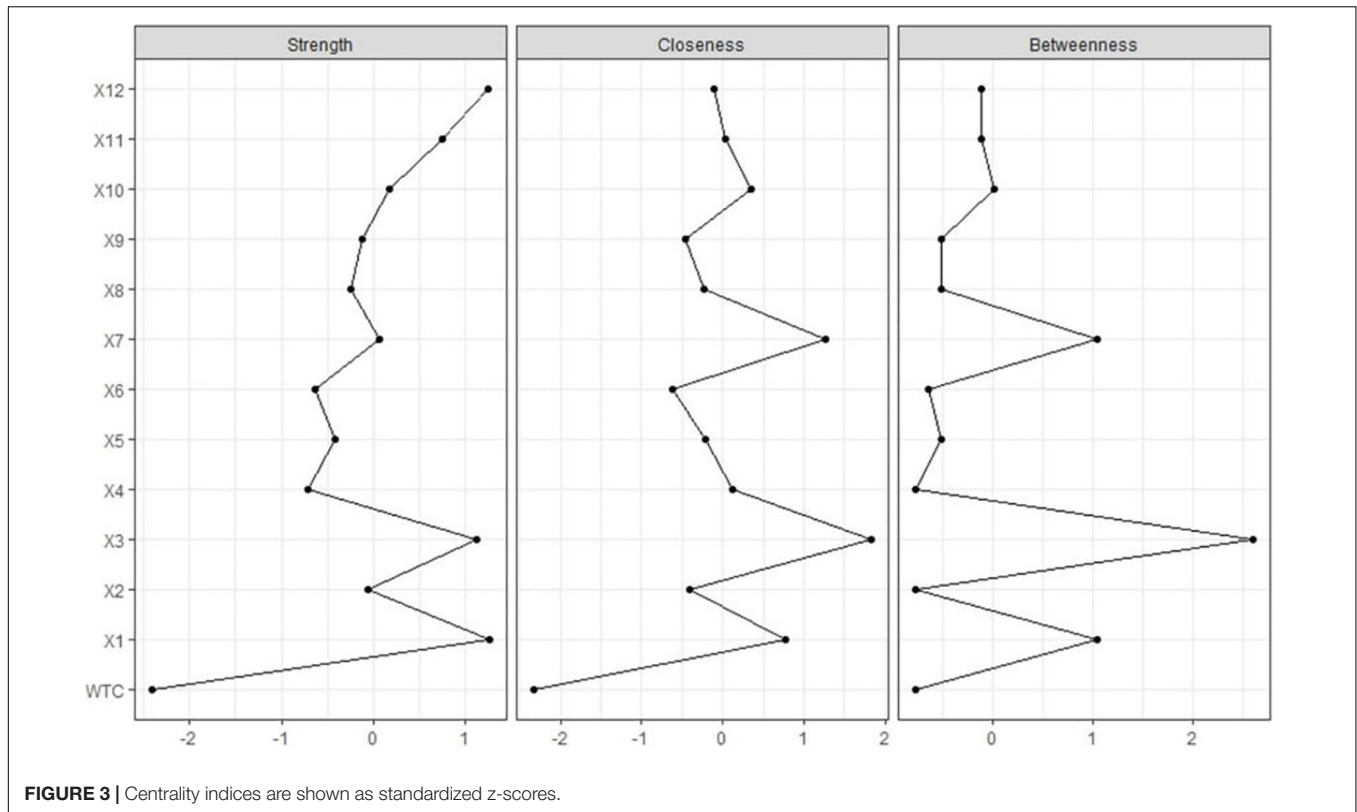 Strength Closeness Betweenness
X12
X11
X10
X9
X8
X7
X6
X5
X4
X3
X2
X1
WTC
-2 -1 0 1 -2 -1 0 1 2 0 1 2
FIGURE 3 | Centrality indices are shown as standardized z-scores.